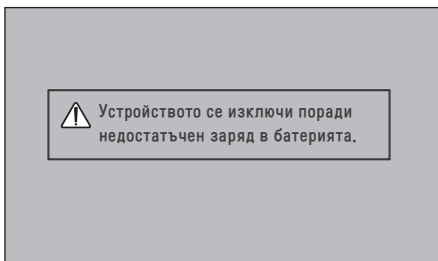 Устройството се изключи поради
недостатъчен заряд в батерията.